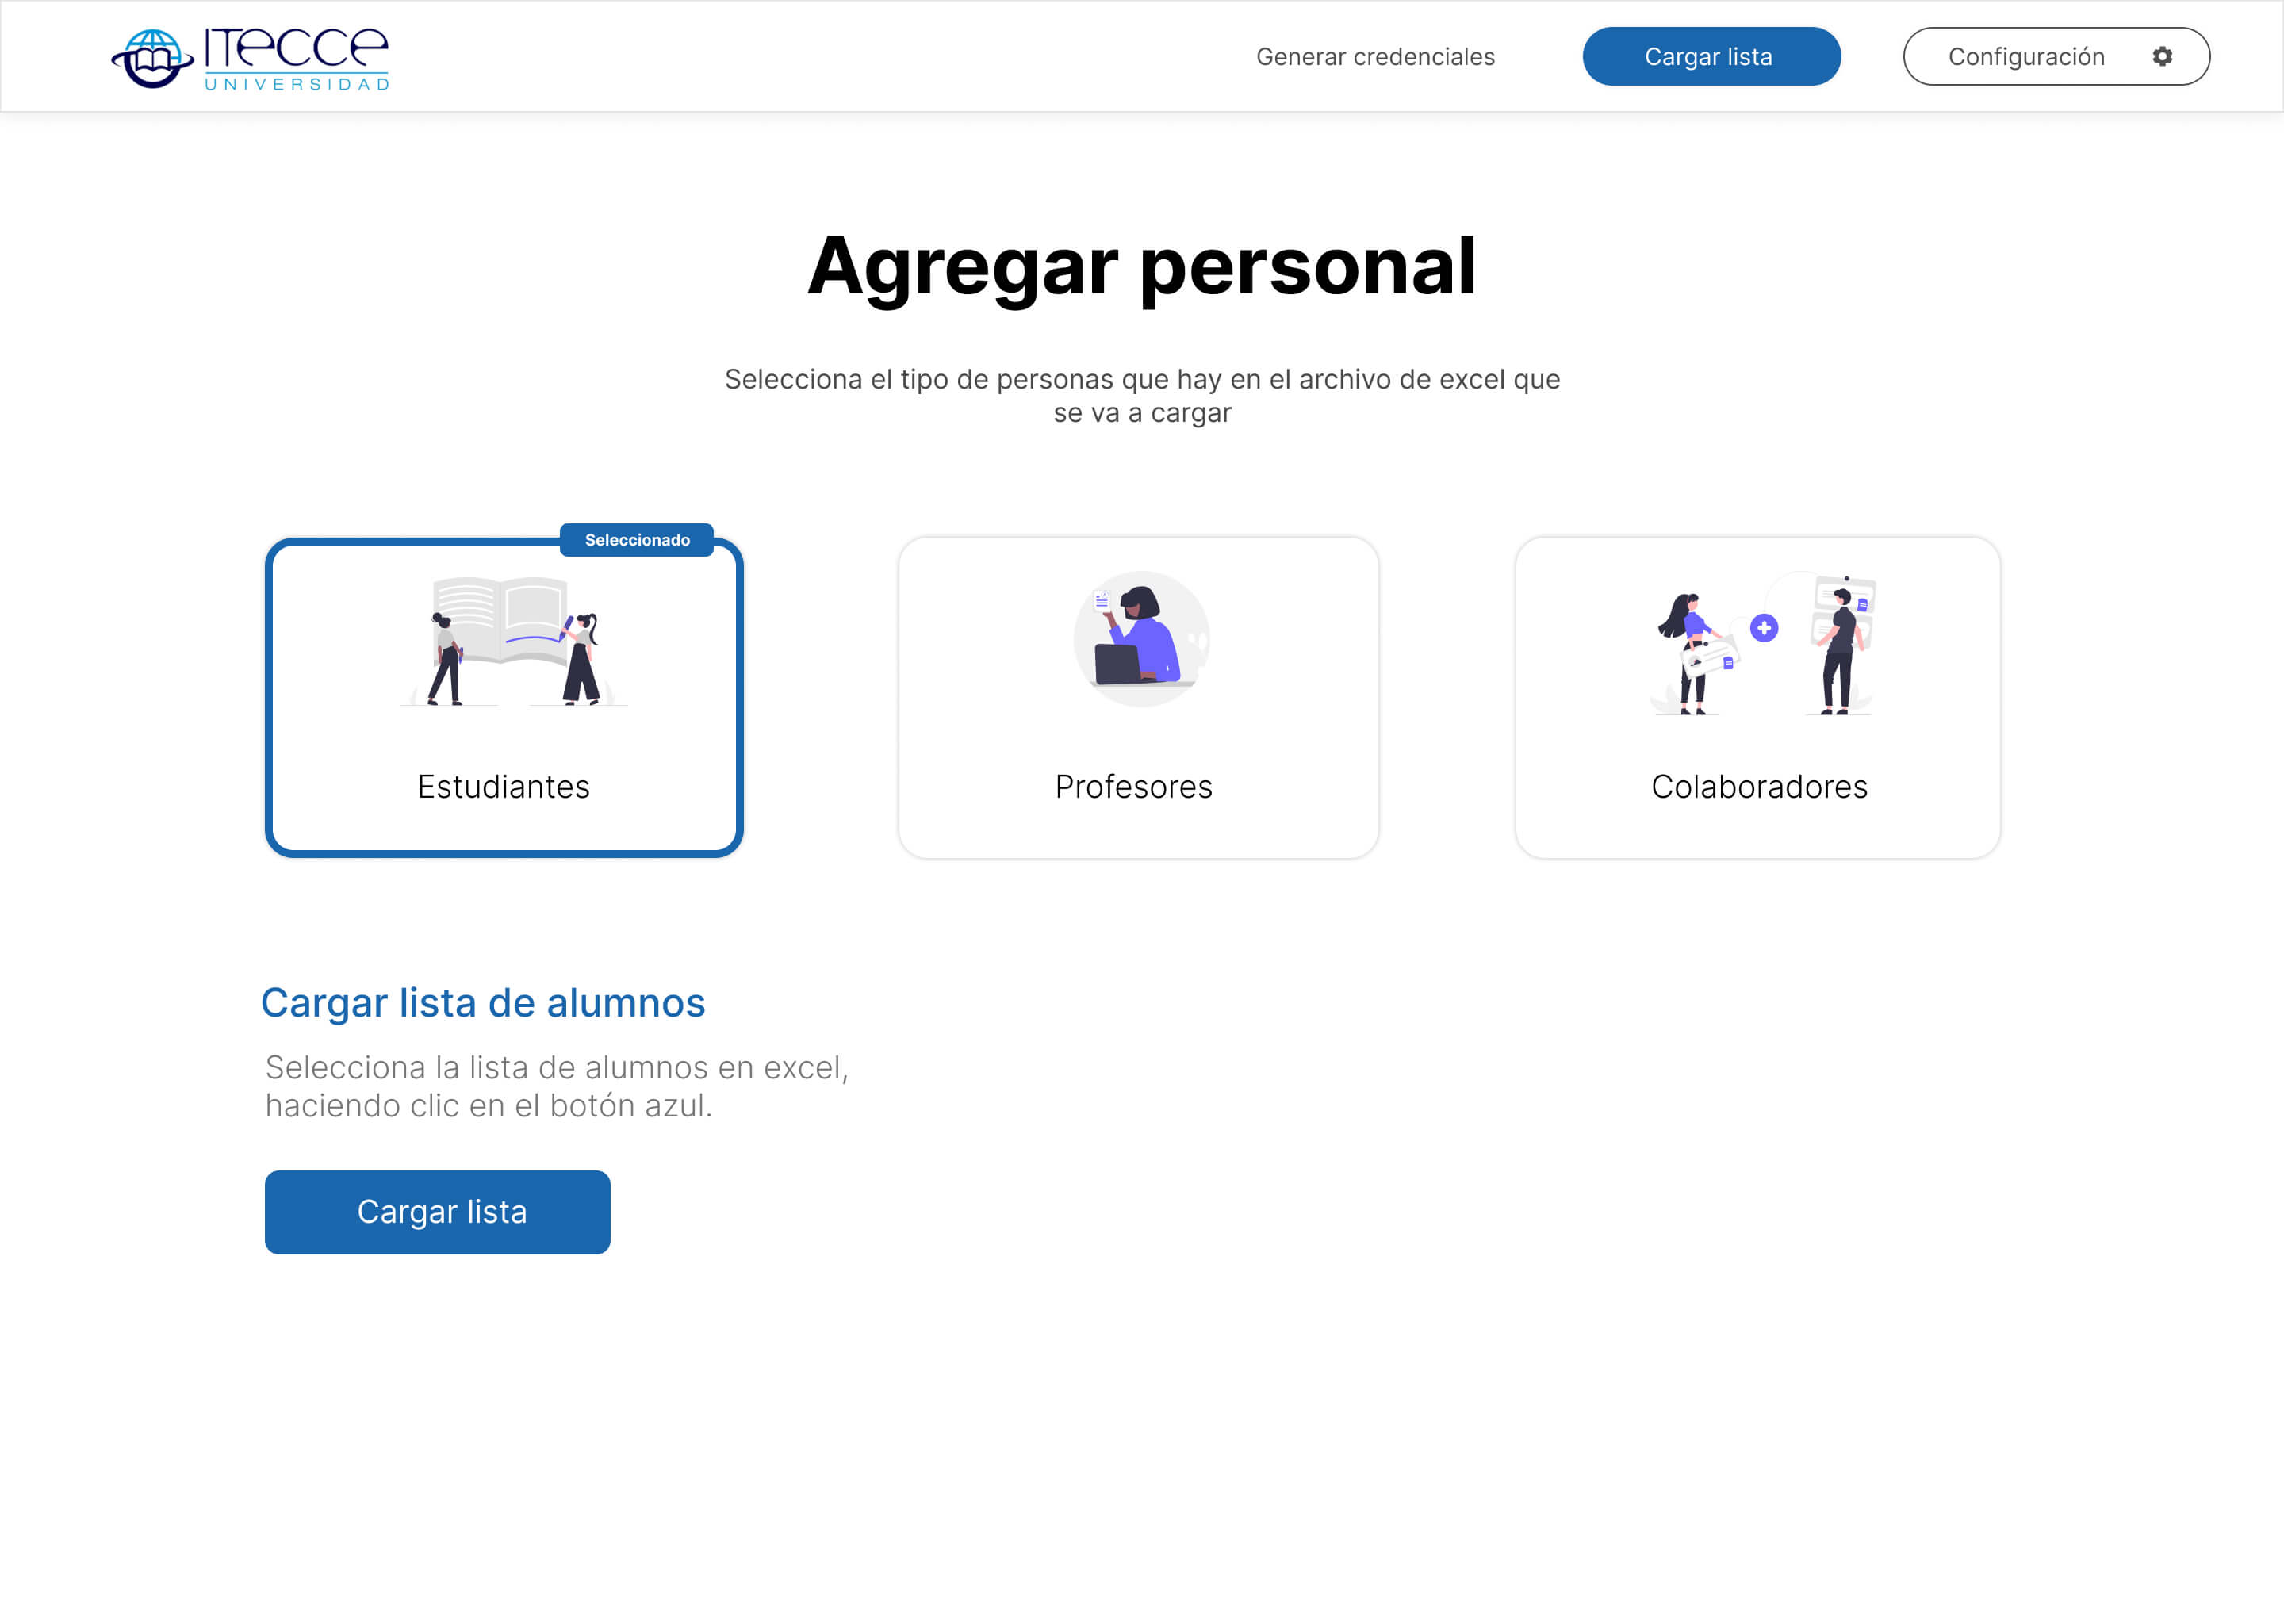 ITECCE
UNIVERSIDAD
Generar credenciales
Cargar lista
Configuración
Agregar personal
Selecciona el tipo de personas que hay en el archivo de excel que
se va a cargar
Seleccionado
Estudiantes
Profesores
Colaboradores
Cargar lista de alumnos
Selecciona la lista de alumnos en excel,
haciendo clic en el botón azul.
Cargar lista